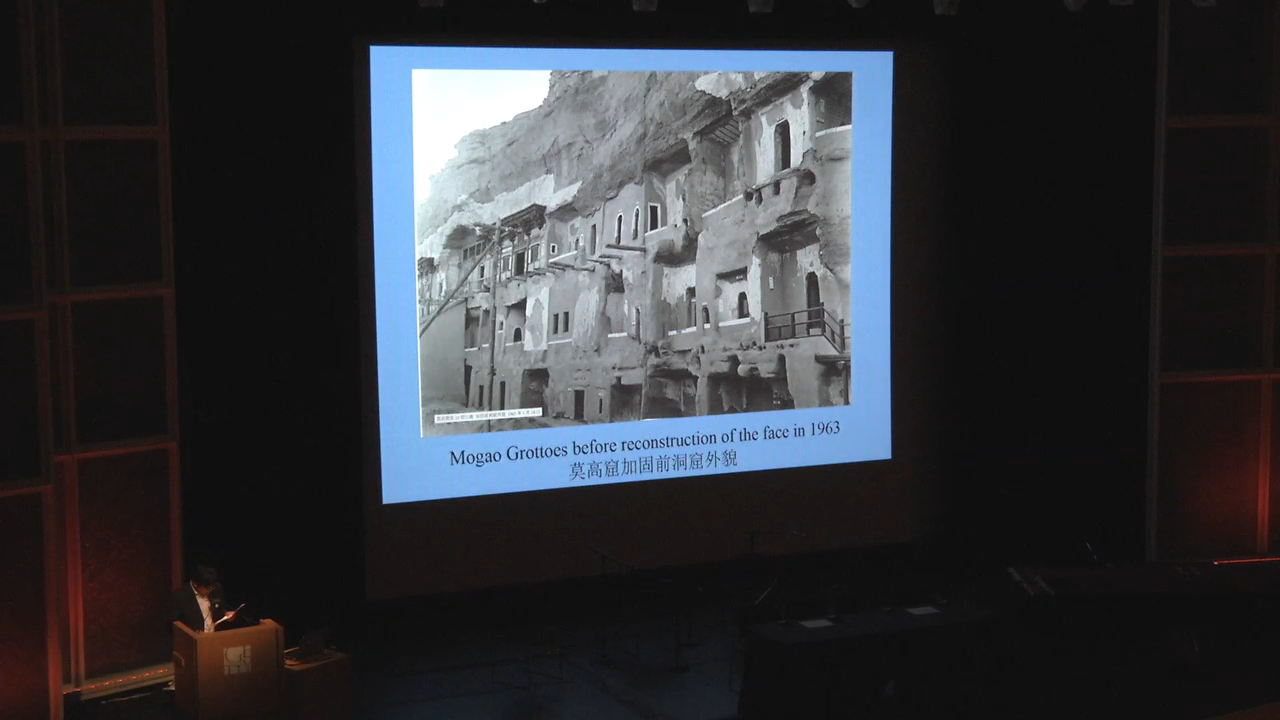 Mogao Grottoes before reconstruction of the face in 1963
莫高窟加固前洞窟外貌